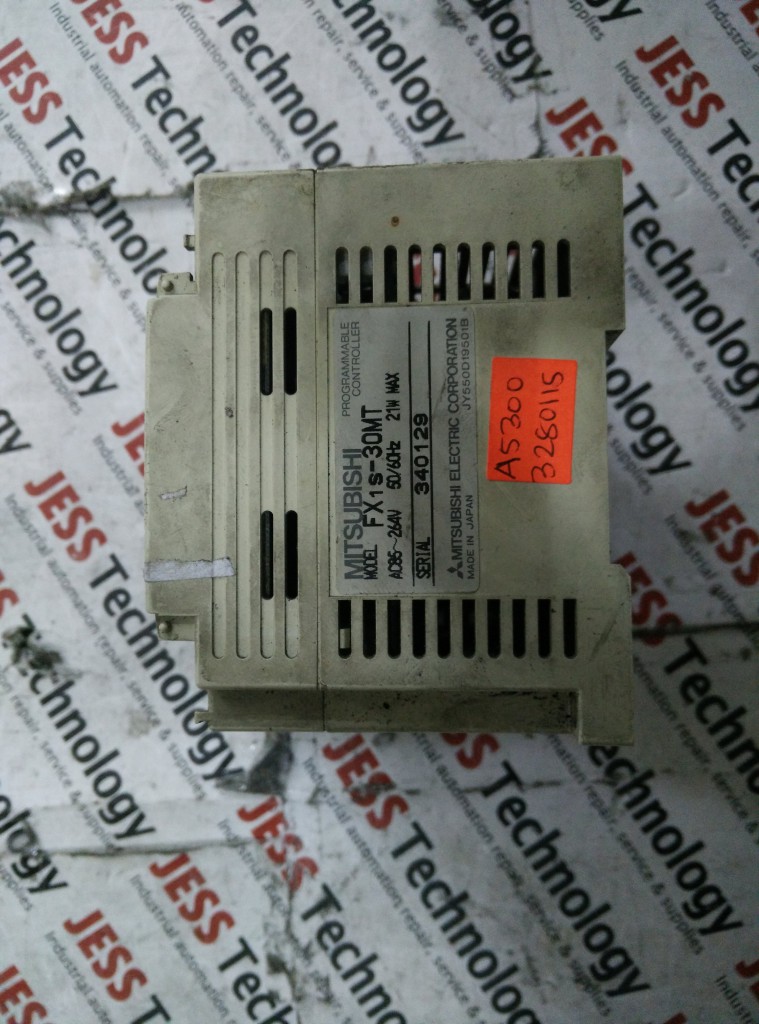 MITSUBISHI
PROGRAMMABLE
CONTROLLER
MODEL FX1s-30MT
AC85~264V 50/60Hz 21W MAX
SERIAL 340129
MITSUBISHI ELECTRIC CORPORATION
MADE IN JAPAN JY550D19501B
A5300
3280115
JESS Technology
Industrial automation repair, service & supplies